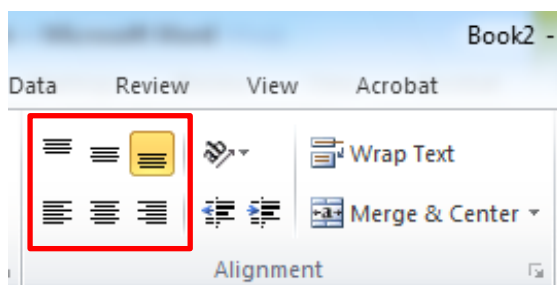 Book2 -
Data Review View Acrobat
Wrap Text
Merge & Center
Alignment